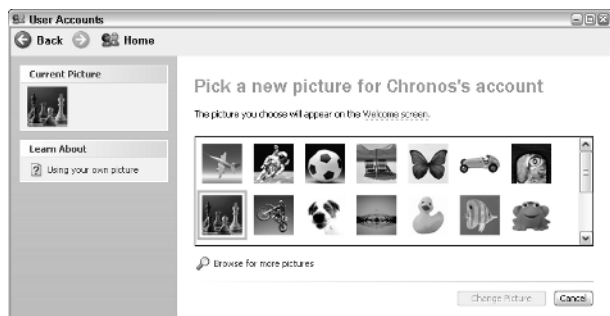 User Accounts
Back Home
Current Picture
Learn About
Using your own picture
Pick a new picture for Chronos's account
The picture you choose will appear on the Welcome screen.
Browse for more pictures
Change Picture Cancel